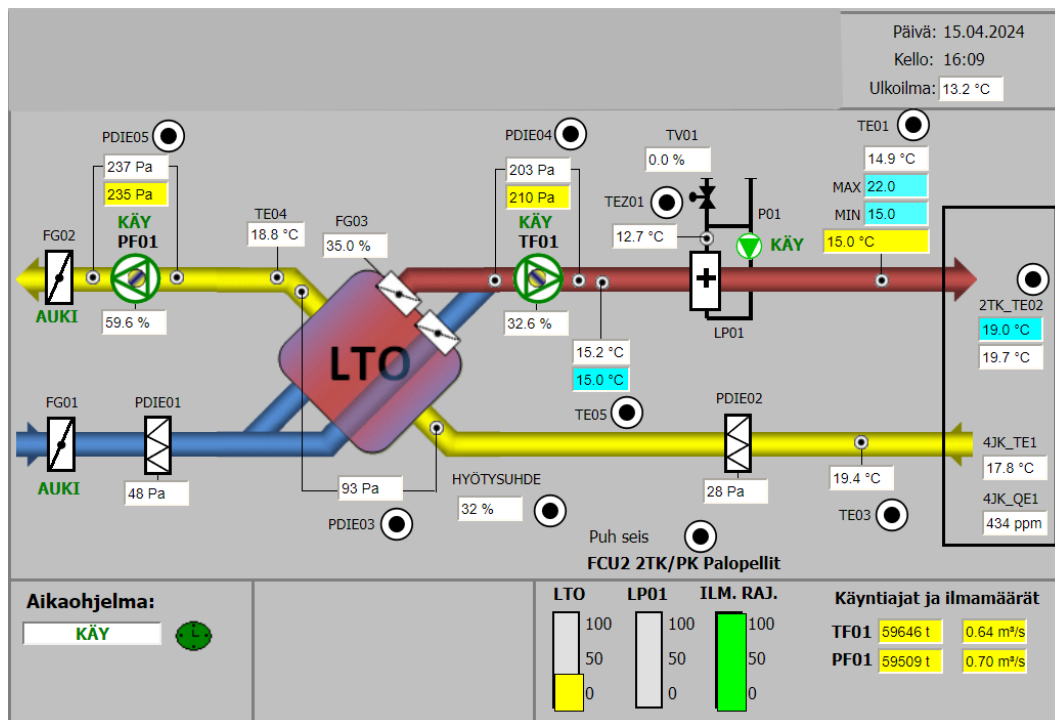 Päivä: 15.04.2024
Kello: 16:09
Ulkoilma: 13.2 °C
PDIE05
237 Pa
235 Pa
KÄY
PF01
59.6 %
FG02
AUKI
TE04
18.8 °C
FG03
35.0 %
PDIE04
203 Pa
210 Pa
KÄY
TF01
32.6 %
TV01
0.0 %
TEZ01
12.7 °C
P01
KÄY
LP01
TE01
14.9 °C
MAX 22.0
MIN 15.0
15.0 °C
2TK_TE02
19.0 °C
19.7 °C
LTO
15.2 °C
15.0 °C
TE05
FG01
AUKI
PDIE01
48 Pa
93 Pa
PDIE03
HYÖTYSUHDE
32 %
PDIE02
28 Pa
19.4 °C
TE03
4JK_TE1
17.8 °C
4JK_QE1
434 ppm
Puh seis
FCU2 2TK/PK Palopellit
Aikaohjelma:
KÄY
LTO
100
50
0
LP01
100
50
0
ILM. RAJ.
100
50
0
Käyntiajat ja ilmamäärät
TF01 59646 t 0.64 m³/s
PF01 59509 t 0.70 m³/s